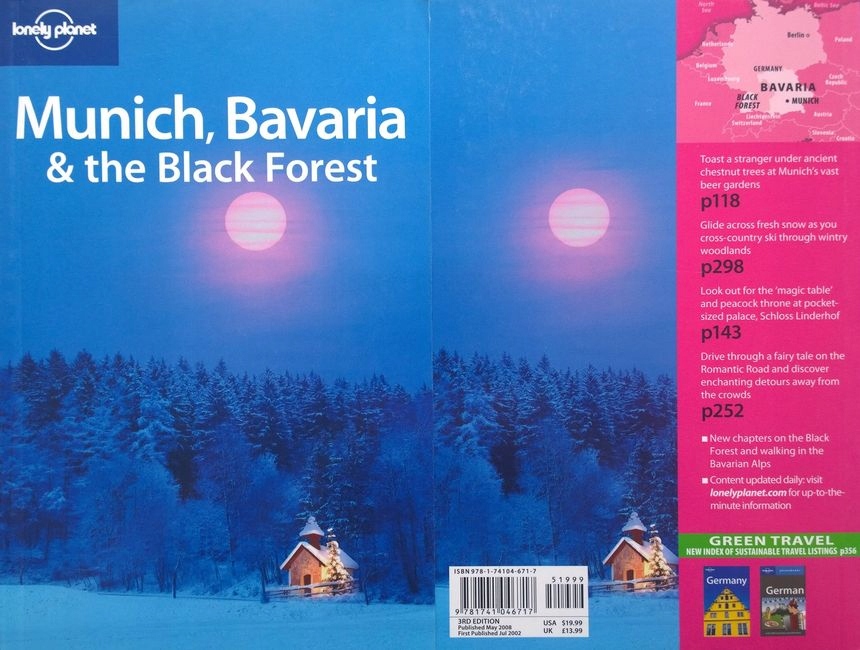 lonely planet
Munich, Bavaria
& the Black Forest
North
Sea
Baltic Sea
Berlin
Poland
Netherlands
Belgium
GERMANY
Luxembourg
Czech
Republic
BAVARIA
BLACK
FOREST
MUNICH
France
Liechtenstein
Switzerland
Austria
Slovenia
Croatia
Toast a stranger under ancient
chestnut trees at Munich's vast
beer gardens
p118
Glide across fresh snow as you
cross-country ski through wintry
woodlands
p298
Look out for the 'magic table'
and peacock throne at pocket-
sized palace, Schloss Linderhof
p143
Drive through a fairy tale on the
Romantic Road and discover
enchanting detours away from
the crowds
p252
■ New chapters on the Black
Forest and walking in the
Bavarian Alps
■ Content updated daily: visit
lonelyplanet.com for up-to-the-
minute information
GREEN TRAVEL
NEW INDEX OF SUSTAINABLE TRAVEL LISTINGS p356
Germany
German
ISBN 978-1-74104-671-7
51999
9 781741 046717
3RD EDITION
Published May 2008
First Published Jul 2002
USA $19.99
UK £13.99